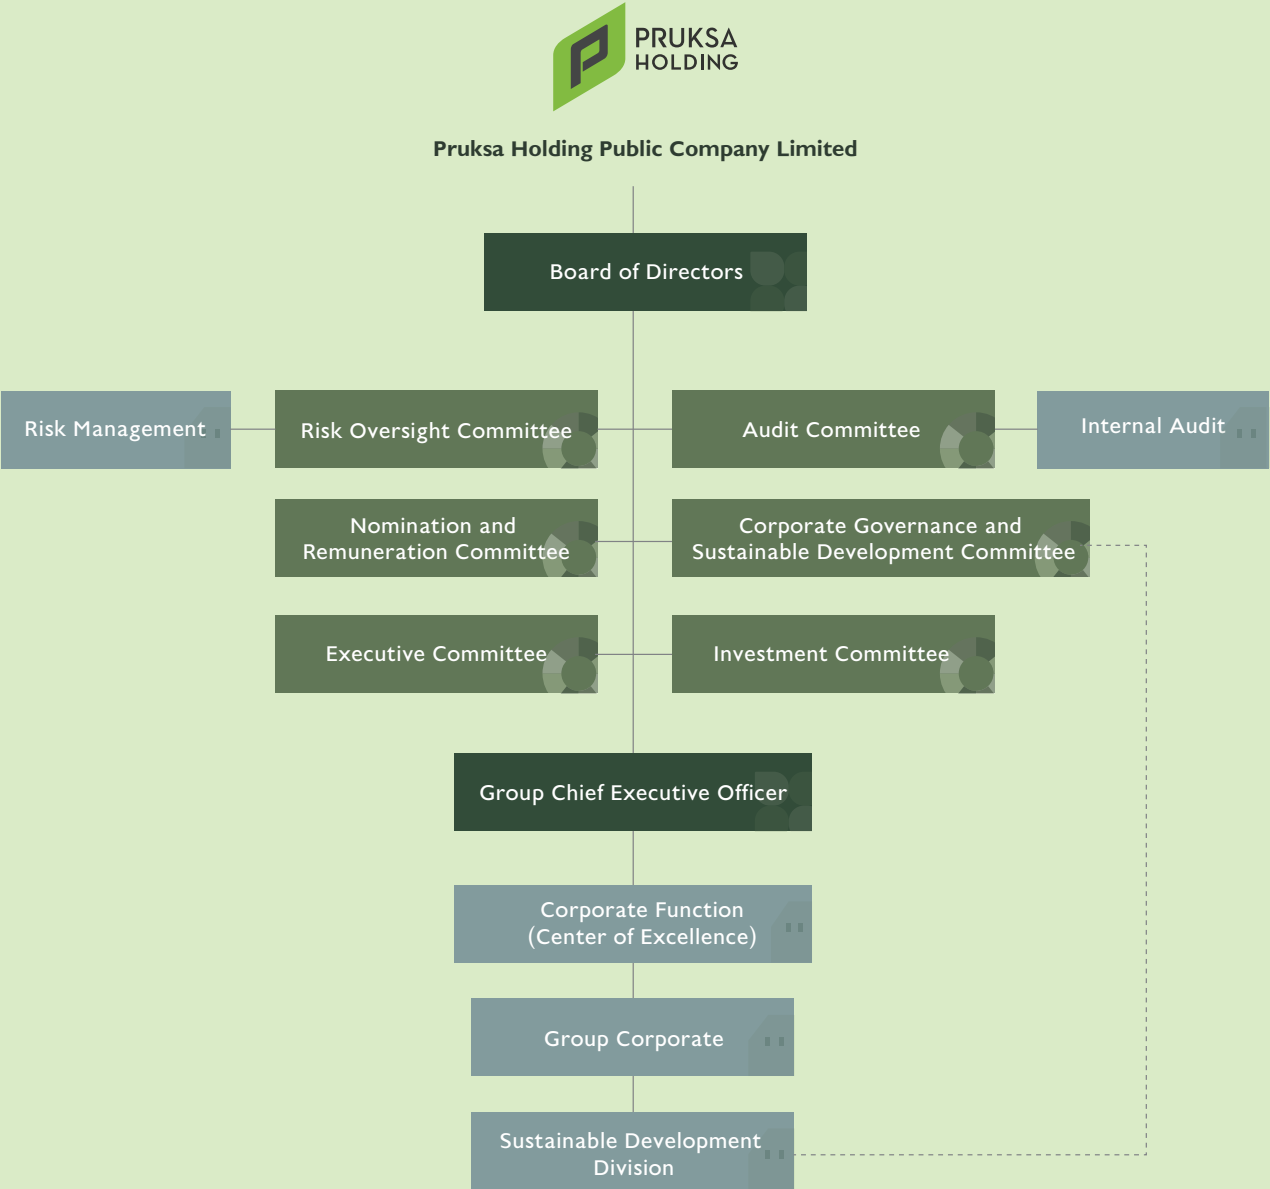 PRUKSA
HOLDING
Pruksa Holding Public Company Limited
Board of Directors
Risk Management
Risk Oversight Committee
Audit Committee
Internal Audit
Nomination and
Remuneration Committee
Corporate Governance and
Sustainable Development Committee
Executive Committee
Investment Committee
Group Chief Executive Officer
Corporate Function
(Center of Excellence)
Group Corporate
Sustainable Development
Division